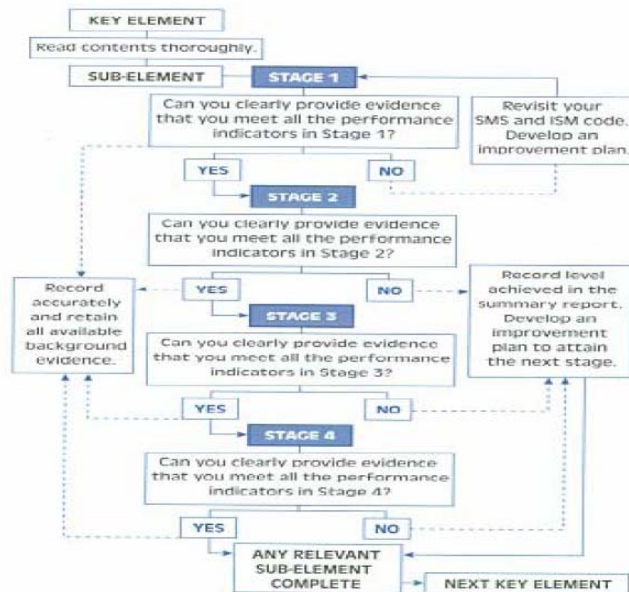 KEY ELEMENT
Read contents thoroughly.
SUB-ELEMENT
STAGE 1
Can you clearly provide evidence
that you meet all the performance
indicators in Stage 1?
Revisit your
SMS and ISM code.
Develop an
improvement plan.
YES
NO
STAGE 2
Can you clearly provide evidence
that you meet all the performance
indicators in Stage 2?
YES
NO
Record
accurately
and retain
all available
background
evidence.
Record level
achieved in the
summary report.
Develop an
improvement
plan to attain
the next stage.
STAGE 3
Can you clearly provide evidence
that you meet all the performance
indicators in Stage 3?
YES
NO
STAGE 4
Can you clearly provide evidence
that you meet all the performance
indicators in Stage 4?
YES
NO
ANY RELEVANT
SUB-ELEMENT
COMPLETE
NEXT KEY ELEMENT